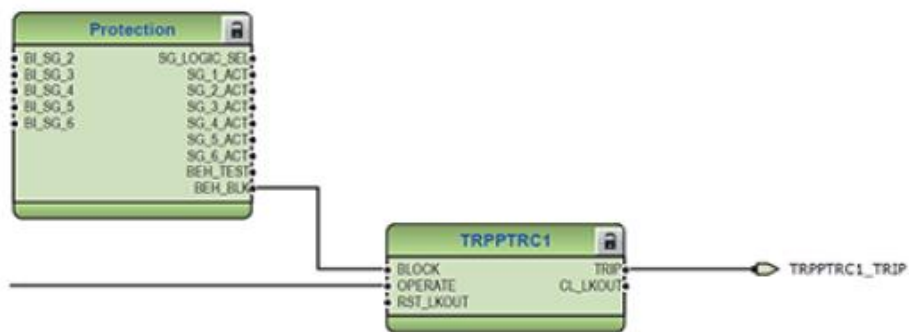 Protection
BI_SG_2 SG_LOGIC_SEL
BI_SG_3 SG_1_ACT
BI_SG_4 SG_2_ACT
BI_SG_5 SG_3_ACT
BI_SG_6 SG_4_ACT
SG_5_ACT
SG_6_ACT
BEH_TEST
BEH_BLK
TRPPTRC1
BLOCK TRIP
OPERATE CL_LKOUT
RST_LKOUT
TRPPTRC1_TRIP